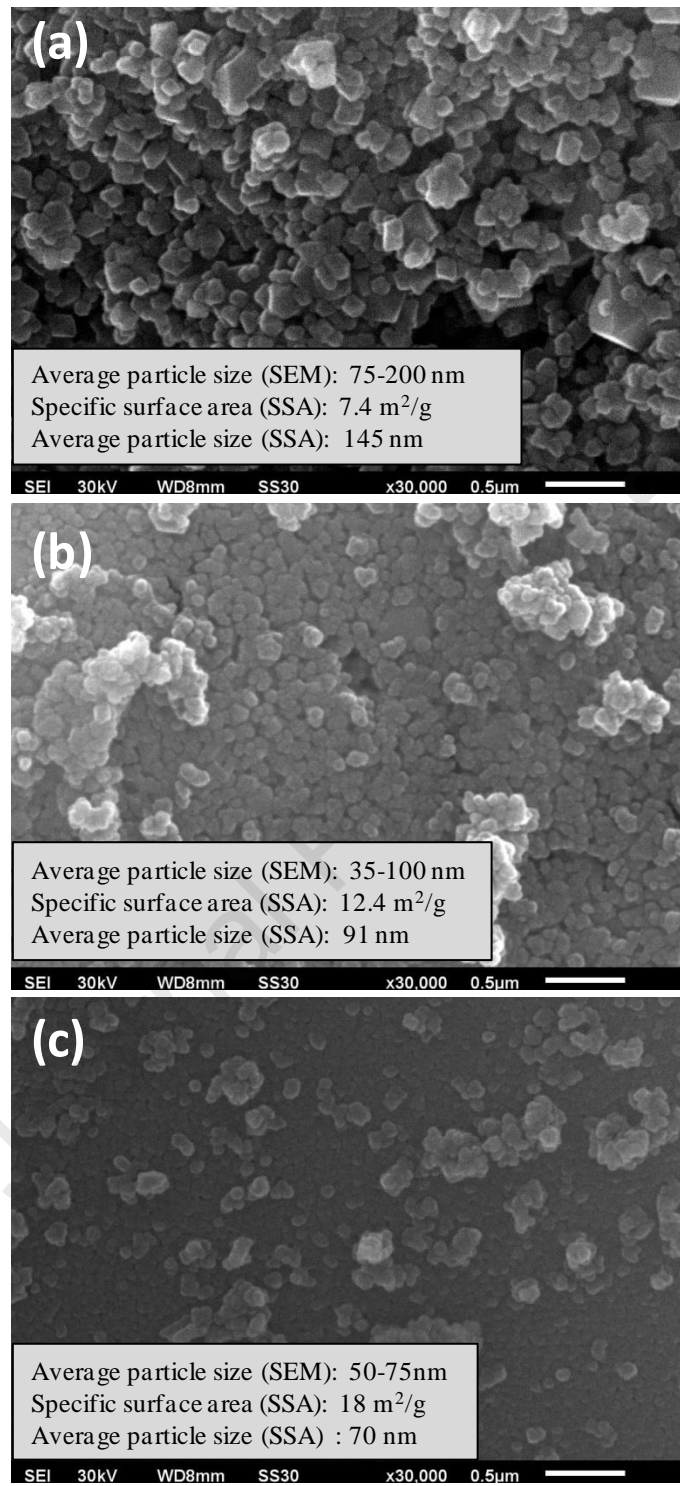 (a)
Average particle size (SEM): 75-200 nm
Specific surface area (SSA): 7.4 m²/g
Average particle size (SSA): 145 nm
SEI 30kV WD8mm SS30 x30,000 0.5µm
(b)
Average particle size (SEM): 35-100 nm
Specific surface area (SSA): 12.4 m²/g
Average particle size (SSA): 91 nm
SEI 30kV WD8mm SS30 x30,000 0.5µm
(c)
Average particle size (SEM): 50-75nm
Specific surface area (SSA): 18 m²/g
Average particle size (SSA) : 70 nm
SEI 30kV WD8mm SS30 x30,000 0.5µm